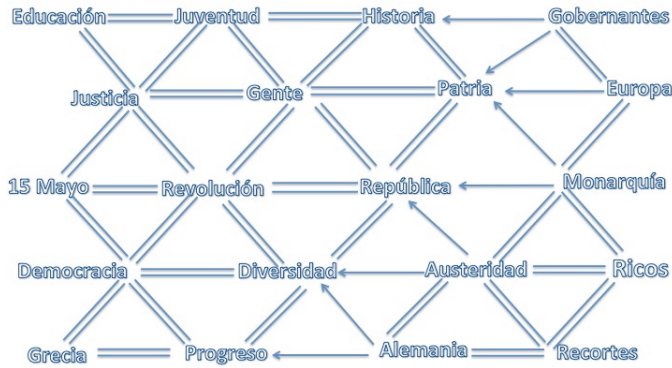 Educación Juventud Historia Gobernantes
Justicia Gente Patria Europa
15 Mayo Revolución República Monarquía
Democracia Diversidad Austeridad Ricos
Grecia Progreso Alemania Recortes